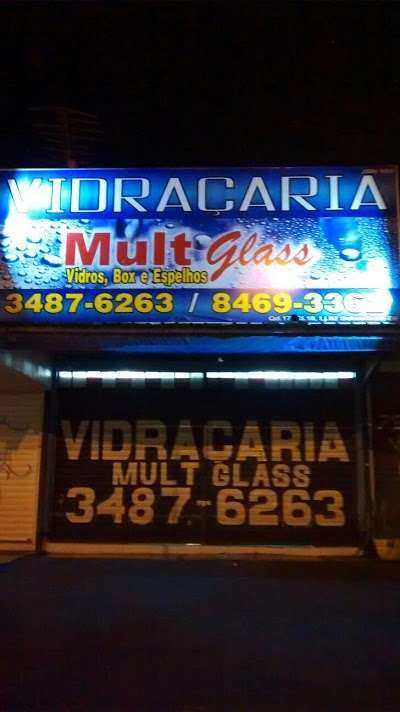 VIDRAÇARIA
Mult Glass
Vidros, Box e Espelhos
3487-6263 / 8469-33
VIDRAÇARIA
MULT GLASS
3487-6263